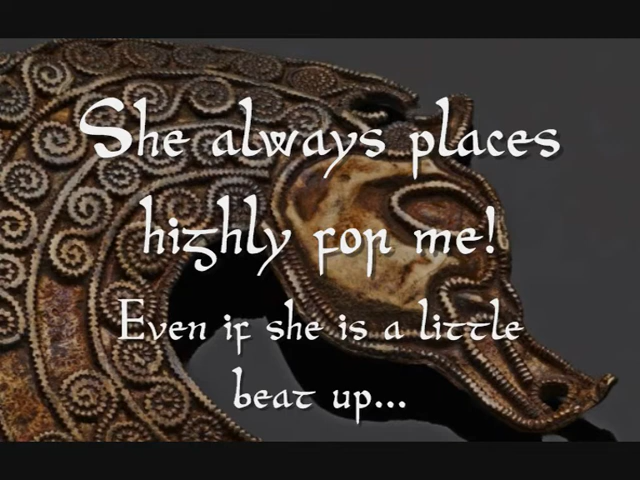 She always places
highly for me!
Even if she is a little
beat up...